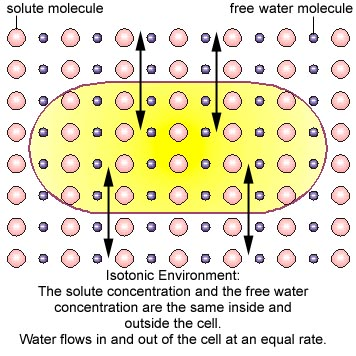 solute molecule free water molecule
Isotonic Environment:
The solute concentration and the free water
concentration are the same inside and
outside the cell.
Water flows in and out of the cell at an equal rate.